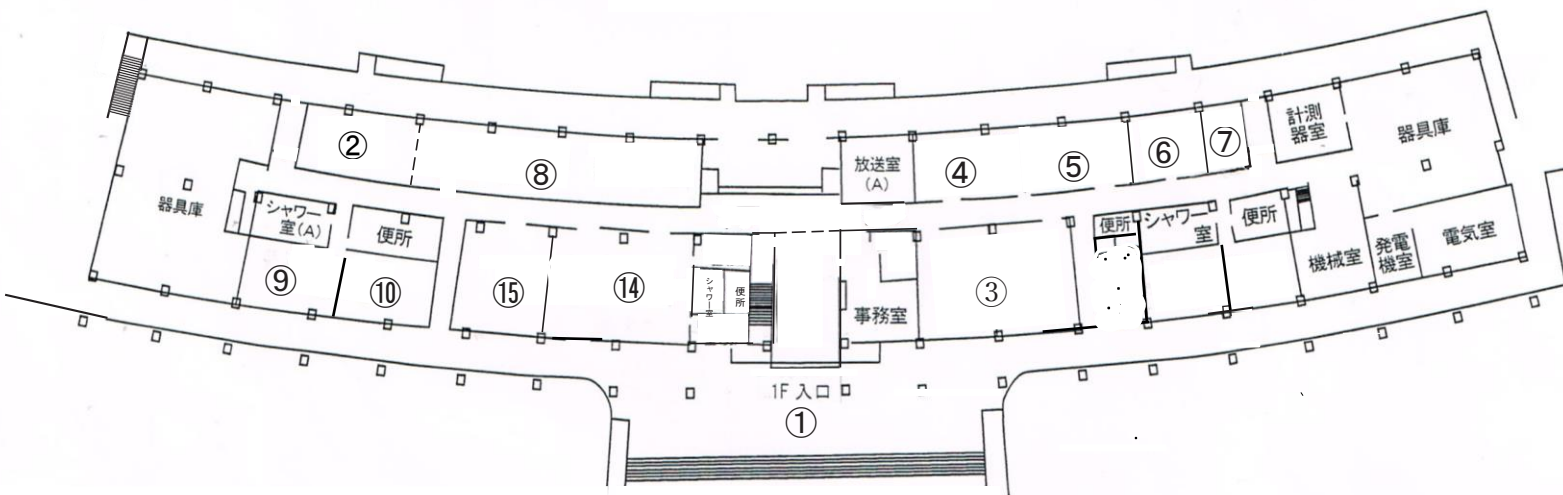 ②
⑧
放送室
(A)
④
⑤
⑥
⑦
計測
器室
器具庫
器具庫
シャワー
室(A)
便所
⑨
⑩
⑮
⑭
シャワー室
便所
事務室
③
便所
シャワー
室
便所
機械室
発電
機室
電気室
1F 入口
①